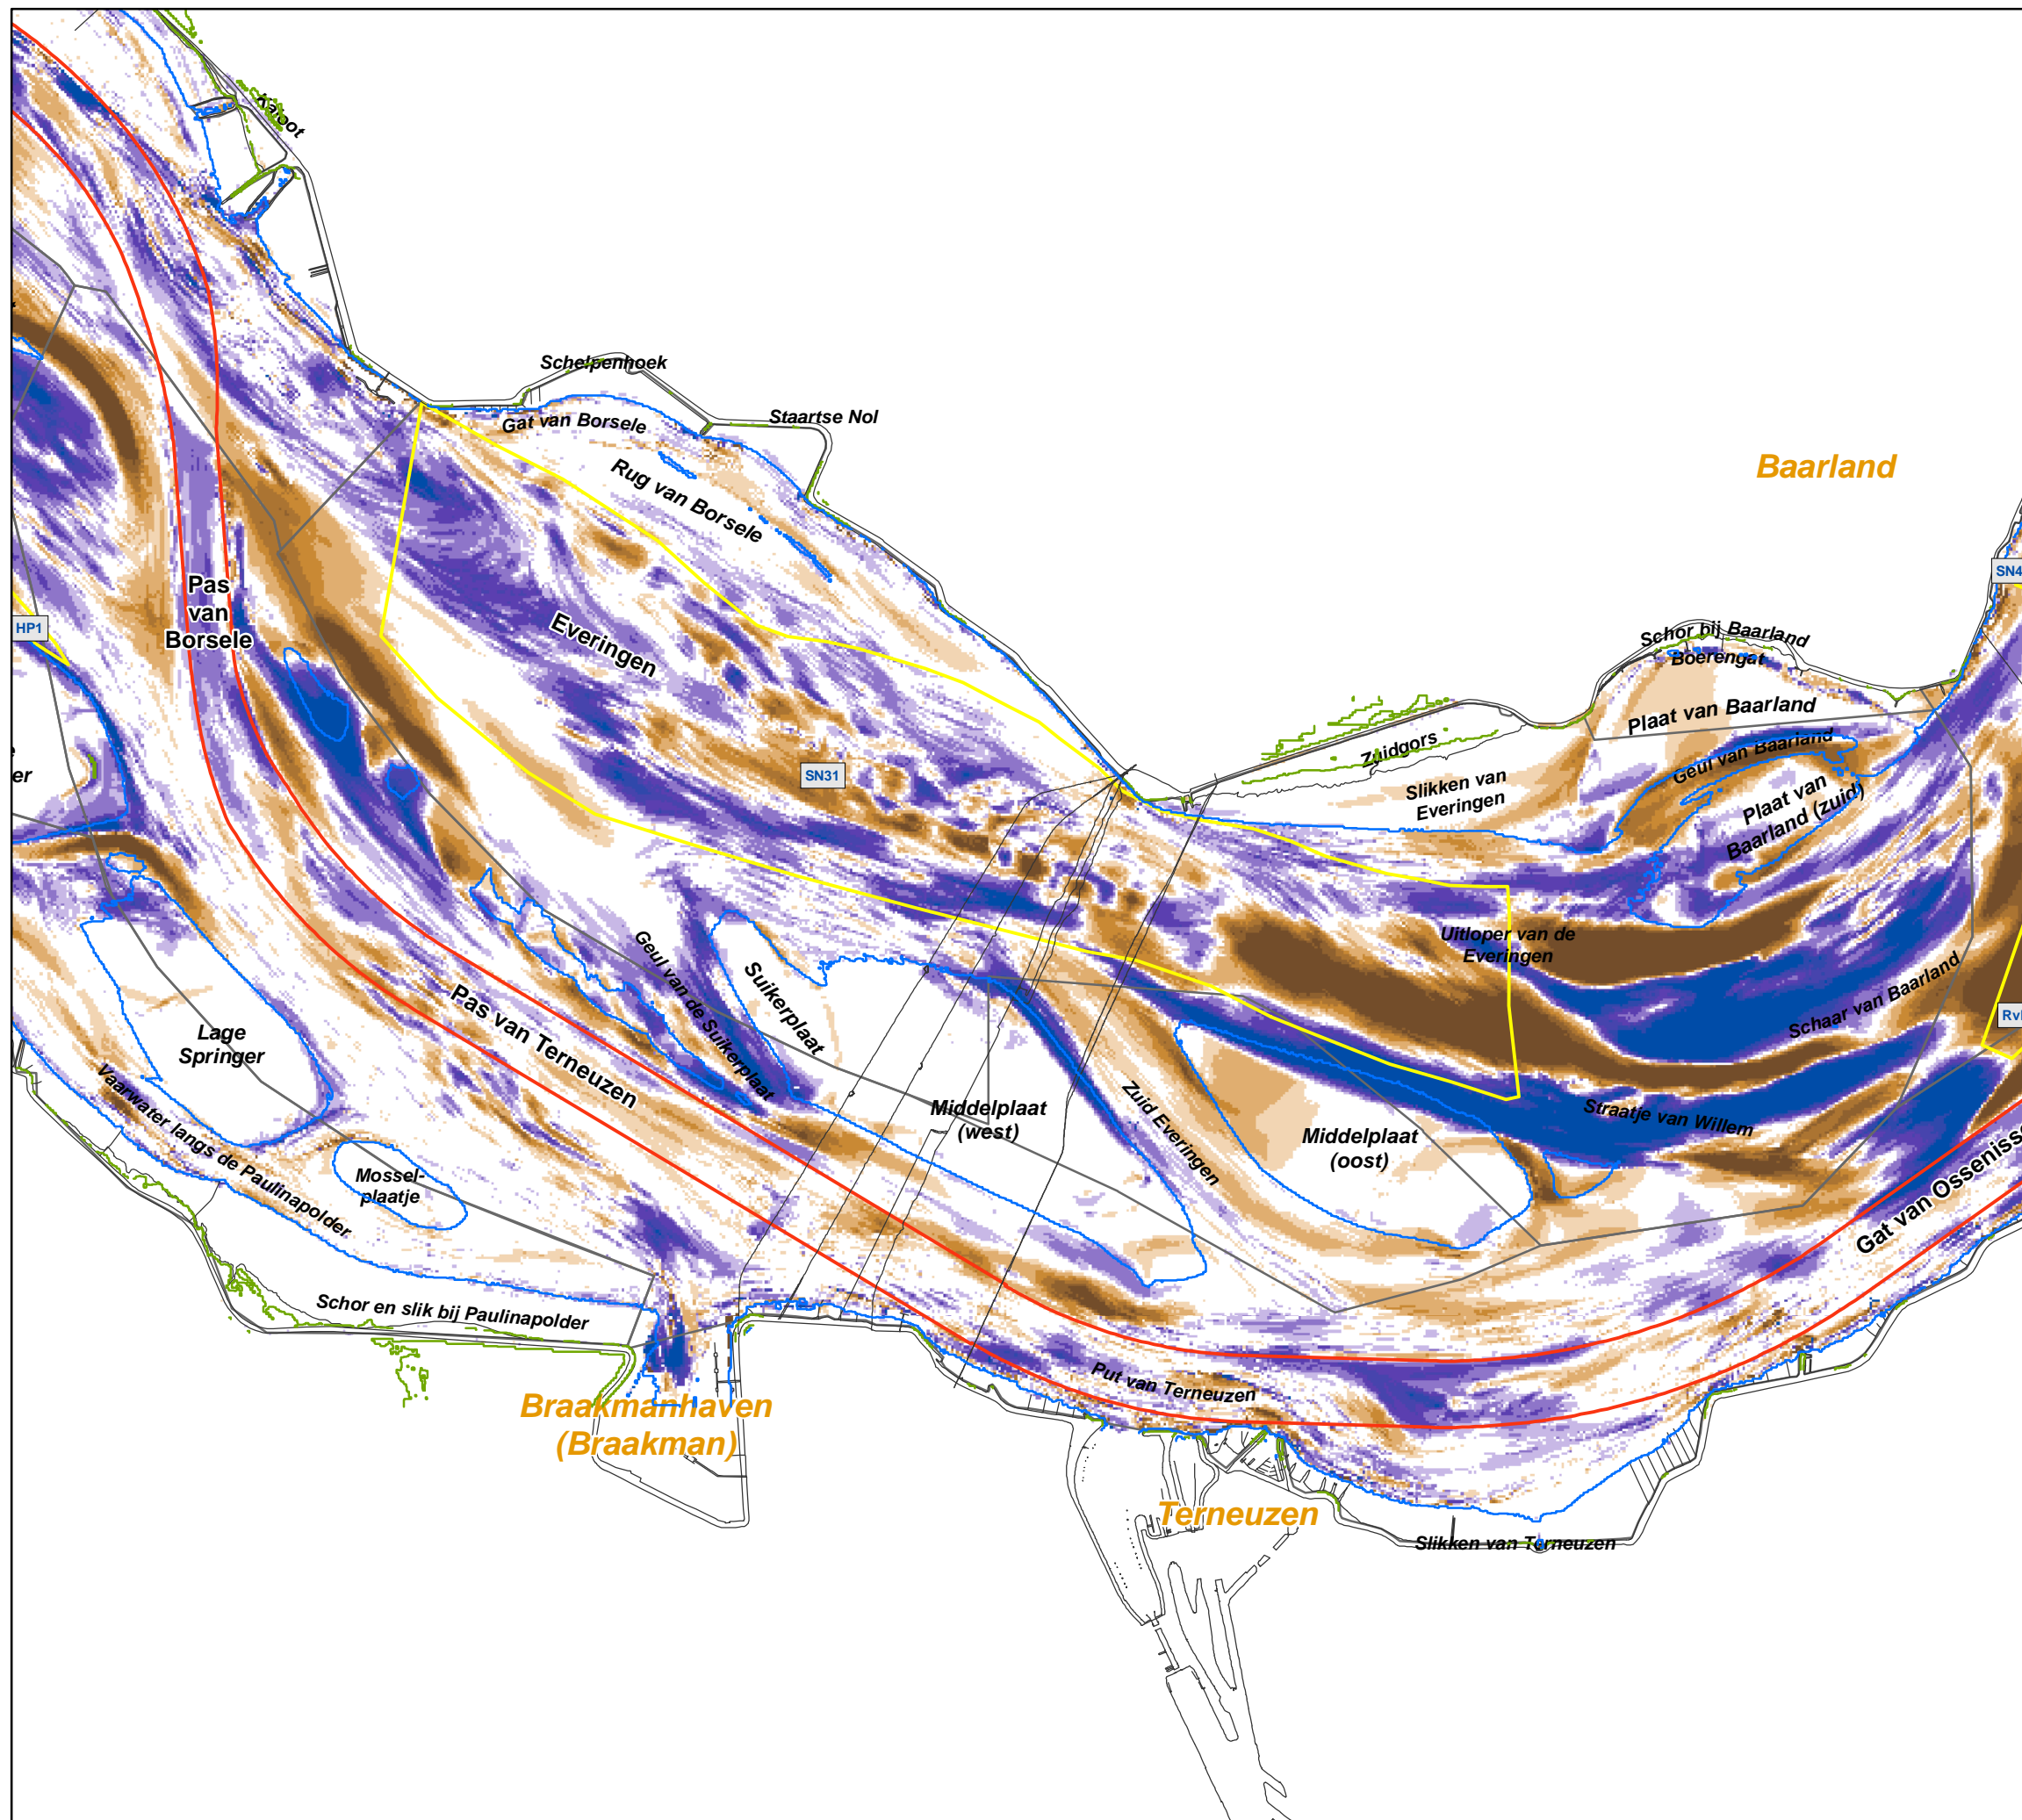 Schelpenhoek
Gat van Borsele
Staartse Nol
Rug van Borsele
Baarland
SN4
Pas
van
Borsele
HP1
Everingen
Schor bij Baarland
Boerengat
Plaat van Baarland
Zuidgors
Geul van Baarland
er
SN31
Slikken van
Everingen
Plaat van
Baarland (zuid)
Uitloper van de
Everingen
Geul van de Suikerplaat
Suikerplaat
Schaar van Baarland
Lage
Springer
Pas van Terneuzen
Vaarwater langs de Paulinapolder
Middelplaat
(west)
Zuid Everingen
Middelplaat
(oost)
Straatje van Willem
Mossel-
plaatje
Gat van Ossenisse
Schor en slik bij Paulinapolder
Put van Terneuzen
Braakmanhaven
(Braakman)
Terneuzen
Slikken van Terneuzen